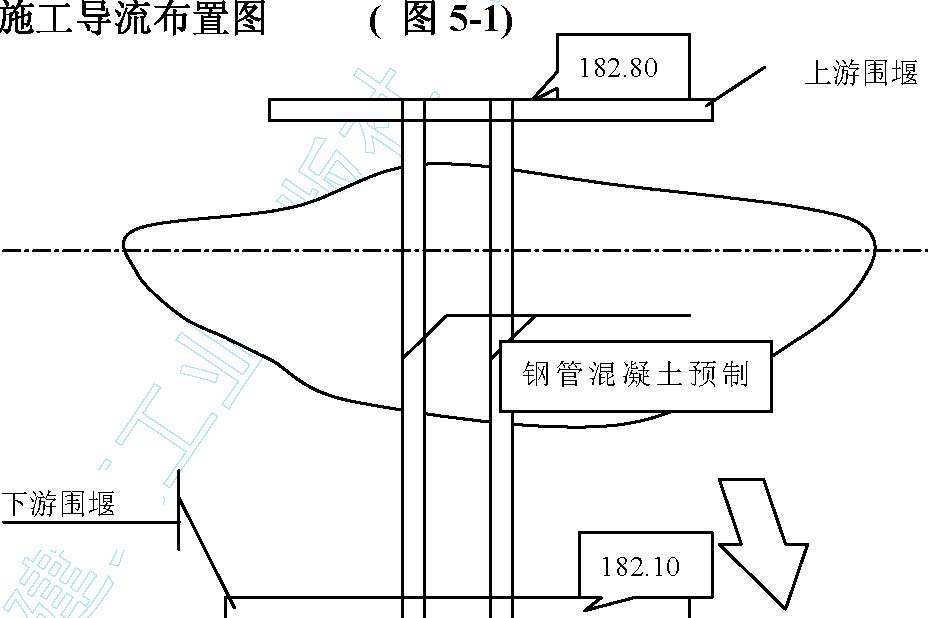 施工导流布置图 ( 图 5-1)
182.80
上游围堰
钢管混凝土预制
下游围堰
182.10